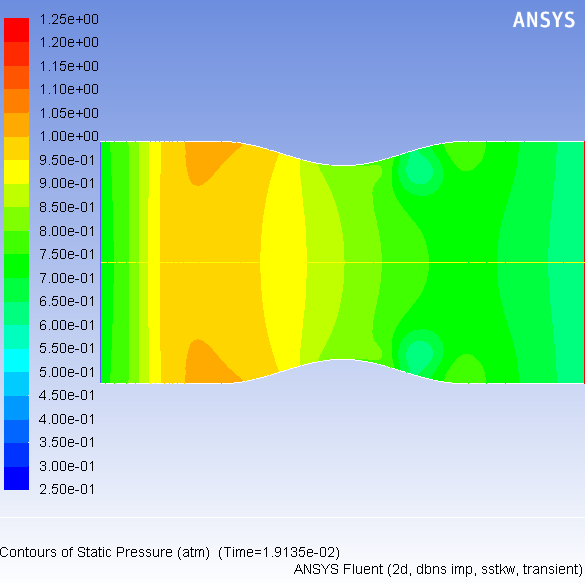 1.25e+00
ANSYS
1.20e+00
1.15e+00
1.10e+00
1.05e+00
1.00e+00
9.50e-01
9.00e-01
8.50e-01
8.00e-01
7.50e-01
7.00e-01
6.50e-01
6.00e-01
5.50e-01
5.00e-01
4.50e-01
4.00e-01
3.50e-01
3.00e-01
2.50e-01
Contours of Static Pressure (atm) (Time=1.9135e-02)
ANSYS Fluent (2d, dbns imp, sstkw, transient)